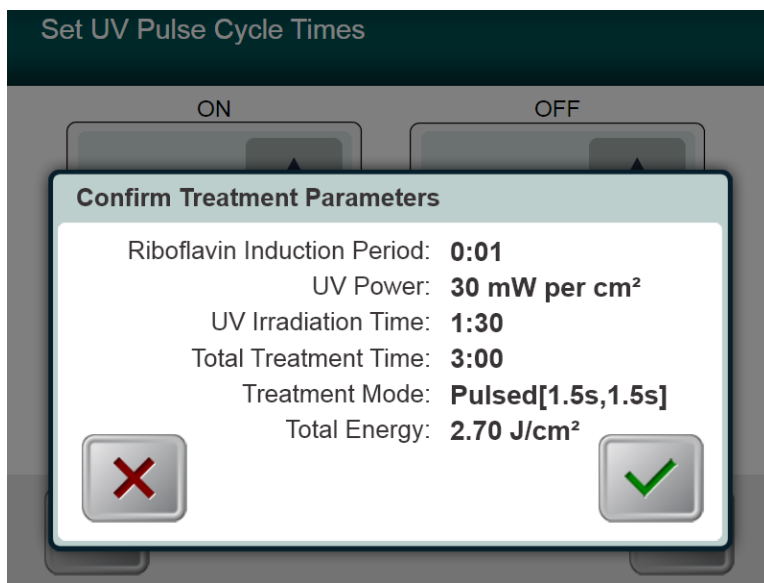 Set UV Pulse Cycle Times
ON OFF
Confirm Treatment Parameters
Riboflavin Induction Period: 0:01
UV Power: 30 mW per cm²
UV Irradiation Time: 1:30
Total Treatment Time: 3:00
Treatment Mode: Pulsed[1.5s,1.5s]
Total Energy: 2.70 J/cm²